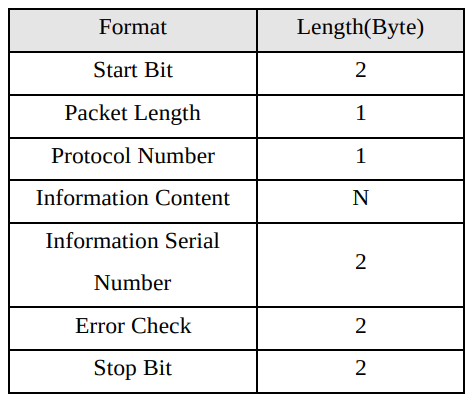 Format Length(Byte)
Start Bit 2
Packet Length 1
Protocol Number 1
Information Content N
Information Serial
Number 2
Error Check 2
Stop Bit 2